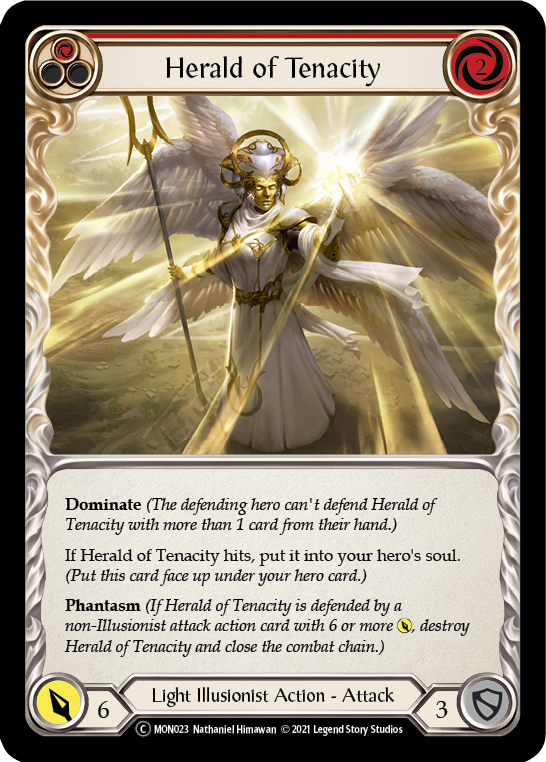 Herald of Tenacity
2
Dominate (The defending hero can't defend Herald of
Tenacity with more than 1 card from their hand.)
If Herald of Tenacity hits, put it into your hero's soul.
(Put this card face up under your hero card.)
Phantasm (If Herald of Tenacity is defended by a
non-Illusionist attack action card with 6 or more , destroy
Herald of Tenacity and close the combat chain.)
6
Light Illusionist Action - Attack
3
C MON023 Nathaniel Himawan © 2021 Legend Story Studios